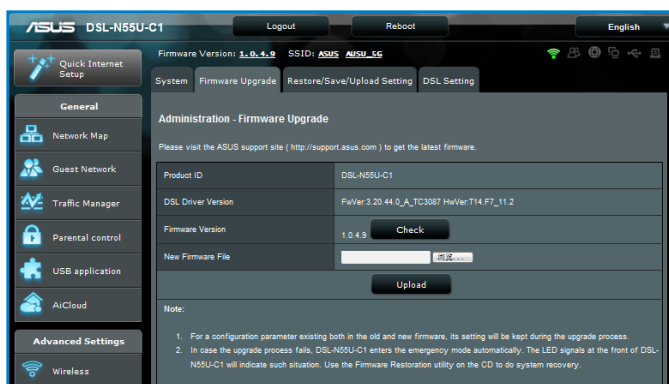 ASUS DSL-N55U-C1
Logout
Reboot
English
Quick Internet Setup
Firmware Version: 1.0.4.9 SSID: ASUS AUSU_5G
System
Firmware Upgrade
Restore/Save/Upload Setting
DSL Setting
General
Network Map
Guest Network
Traffic Manager
Parental control
USB application
AiCloud
Advanced Settings
Wireless
Administration - Firmware Upgrade
Please visit the ASUS support site ( http://support.asus.com ) to get the latest firmware.
Product ID DSL-N55U-C1
DSL Driver Version FwVer:3.20.44.0_A_TC3087 HwVer:T14.F7_11.2
Firmware Version 1.0.4.9 Check
New Firmware File 浏览...
Upload
Note:
1. For a configuration parameter existing both in the old and new firmware, its setting will be kept during the upgrade process.
2. In case the upgrade process fails, DSL-N55U-C1 enters the emergency mode automatically. The LED signals at the front of DSL-
N55U-C1 will indicate such situation. Use the Firmware Restoration utility on the CD to do system recovery.